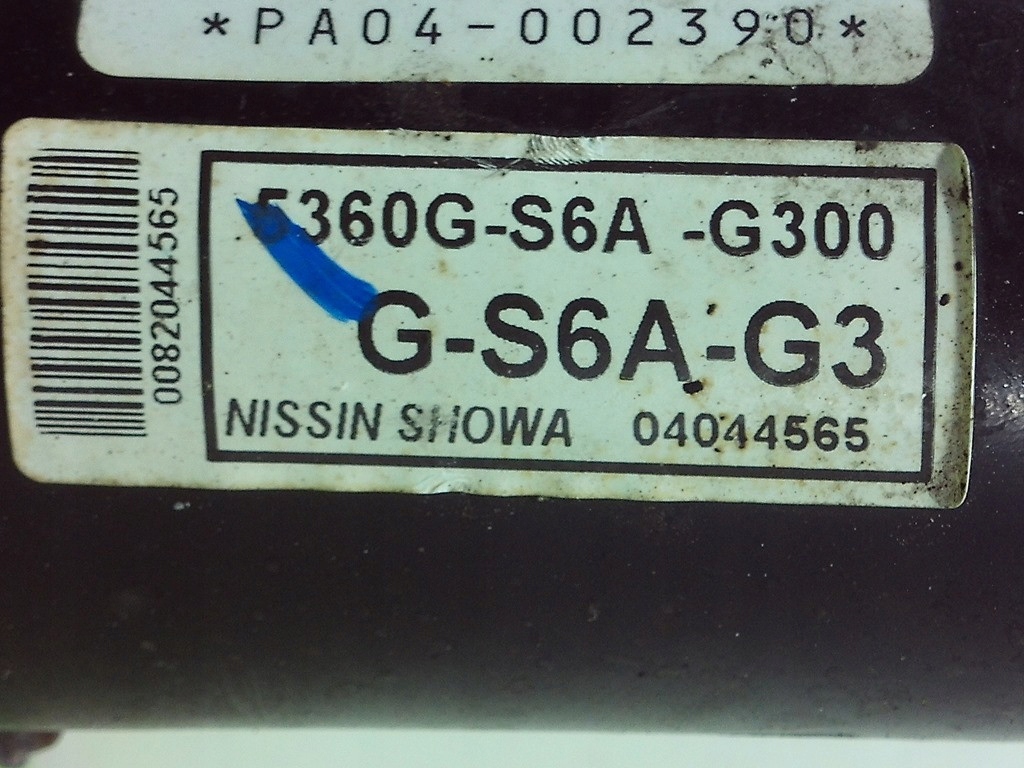 *PA04-002390*
0082044565
5360G-S6A -G300
G-S6A-G3
NISSIN SHOWA 04044565